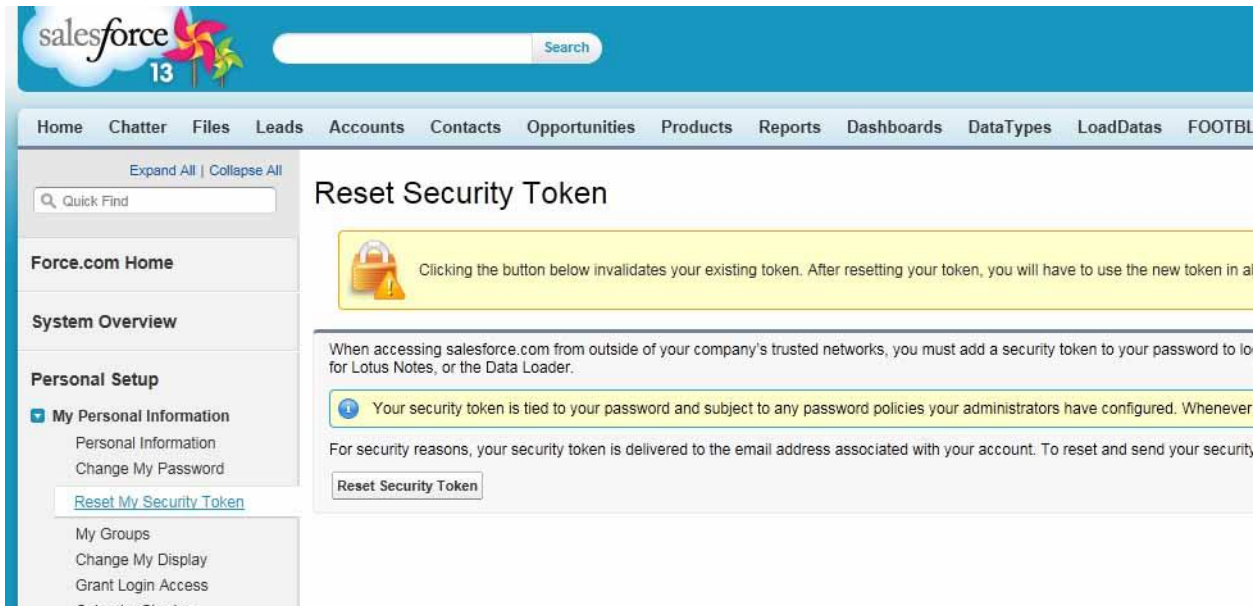 salesforce
13
Search
Home Chatter Files Leads Accounts Contacts Opportunities Products Reports Dashboards DataTypes LoadDatas FOOTBL
Expand All | Collapse All
Quick Find
Force.com Home
System Overview
Personal Setup
My Personal Information
Personal Information
Change My Password
Reset My Security Token
My Groups
Change My Display
Grant Login Access
Reset Security Token
Clicking the button below invalidates your existing token. After resetting your token, you will have to use the new token in al
When accessing salesforce.com from outside of your company's trusted networks, you must add a security token to your password to lo
for Lotus Notes, or the Data Loader.
Your security token is tied to your password and subject to any password policies your administrators have configured. Whenever
For security reasons, your security token is delivered to the email address associated with your account. To reset and send your security
Reset Security Token